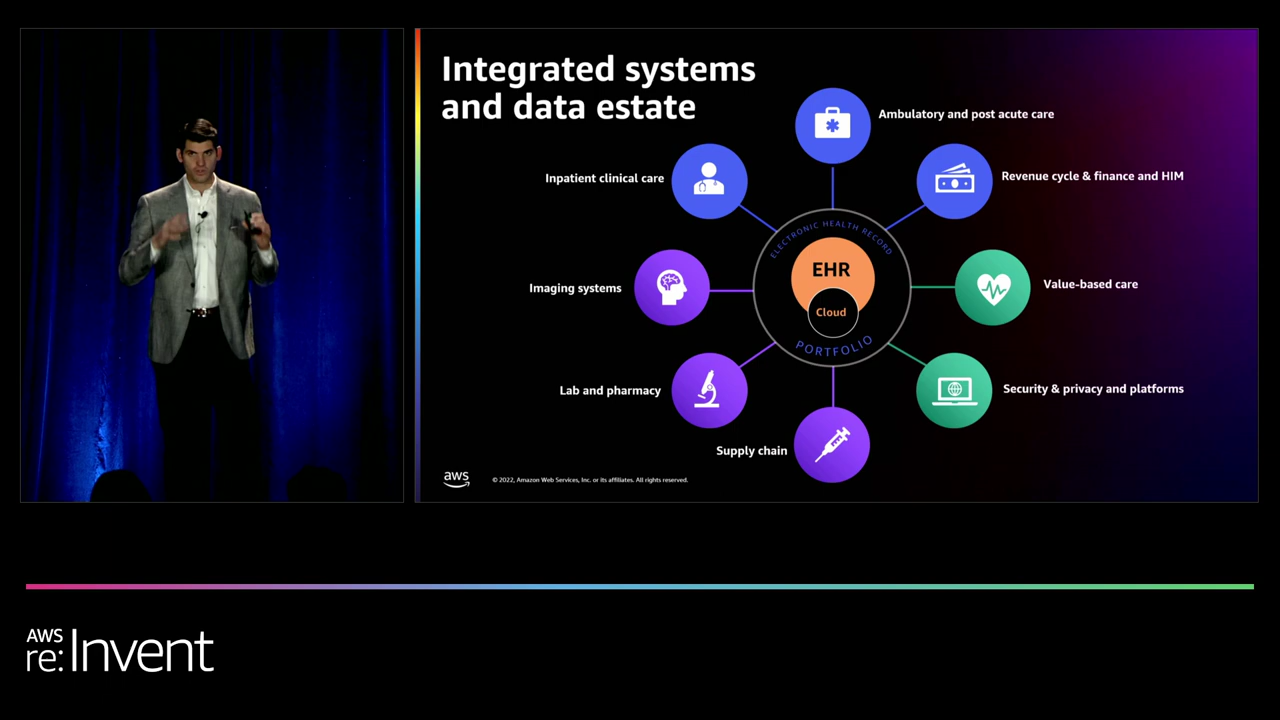 Integrated systems
and data estate
Ambulatory and post acute care
Inpatient clinical care
Revenue cycle & finance and HIM
ELECTRONIC HEALTH RECORD
EHR
Cloud
PORTFOLIO
Imaging systems
Value-based care
Lab and pharmacy
Security & privacy and platforms
Supply chain
aws
© 2022, Amazon Web Services, Inc. or its affiliates. All rights reserved.
AWS
re:Invent